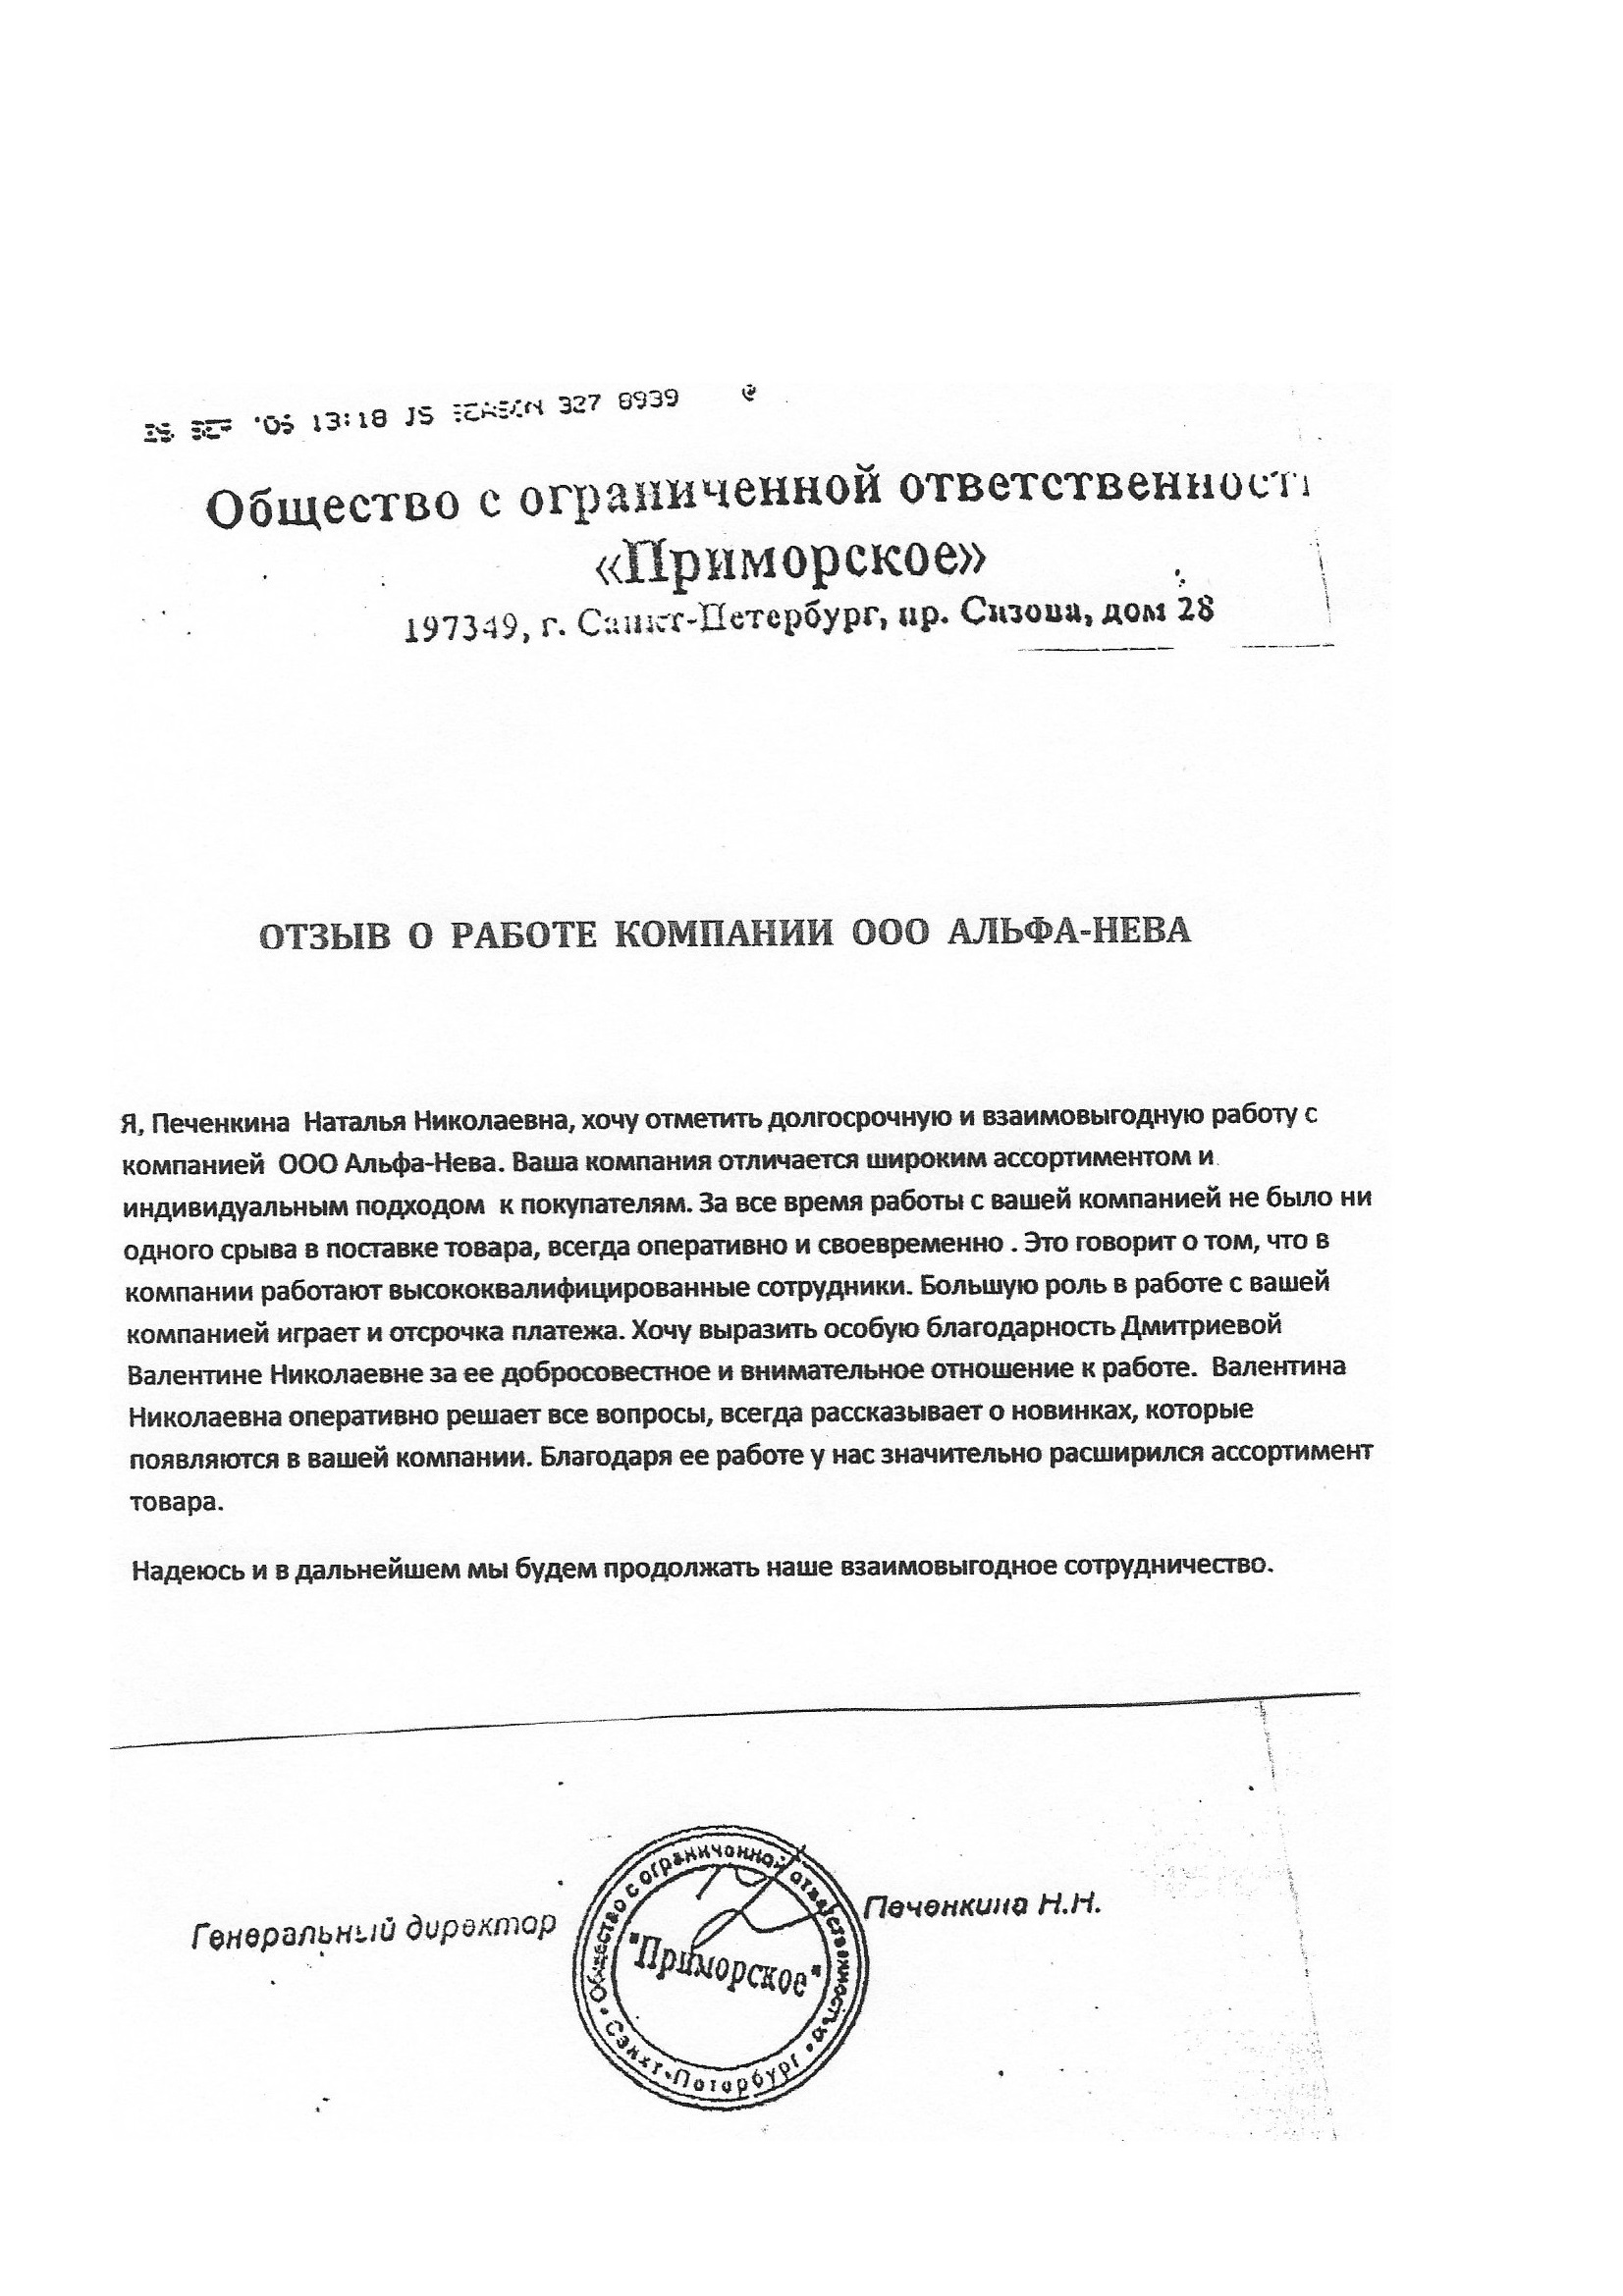 '05 13:18 JS 327 8939
Общество с ограниченной ответственност
«Приморское»
197349, г. Санкт-Петербург, пр. Сизова, дом 28
ОТЗЫВ О РАБОТЕ КОМПАНИИ ООО АЛЬФА-НЕВА
Я, Печенкина Наталья Николаевна, хочу отметить долгосрочную и взаимовыгодную работу с
компанией ООО Альфа-Нева. Ваша компания отличается широким ассортиментом и
индивидуальным подходом к покупателям. За все время работы с вашей компанией не было ни
одного срыва в поставке товара, всегда оперативно и своевременно . Это говорит о том, что в
компании работают высококвалифицированные сотрудники. Большую роль в работе с вашей
компанией играет и отсрочка платежа. Хочу выразить особую благодарность Дмитриевой
Валентине Николаевне за ее добросовестное и внимательное отношение к работе. Валентина
Николаевна оперативно решает все вопросы, всегда рассказывает о новинках, которые
появляются в вашей компании. Благодаря ее работе у нас значительно расширился ассортимент
товара.
Надеюсь и в дальнейшем мы будем продолжать наше взаимовыгодное сотрудничество.
Генеральный директор
Общество с ограниченной ответственностью
"Приморское"
Санкт-Петербург
Печенкина Н.Н.